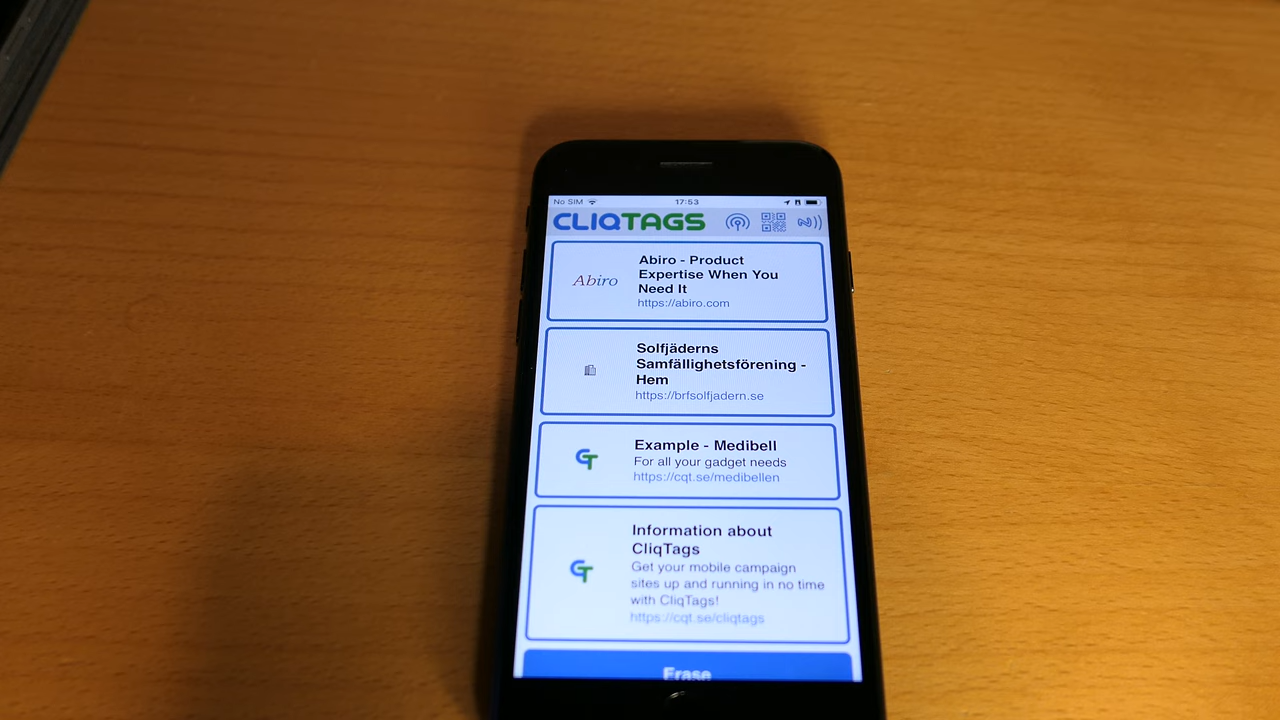 No SIM 17:53
CLIQTAGS
Abiro
Abiro - Product
Expertise When You
Need It
https://abiro.com
Solfjäderns
Samfällighetsförening -
Hem
https://brfsolfjadern.se
GT
Example - Medibell
For all your gadget needs
https://cqt.se/medibellen
GT
Information about
CliqTags
Get your mobile campaign
sites up and running in no time
with CliqTags!
https://cqt.se/cliqtags
Erase